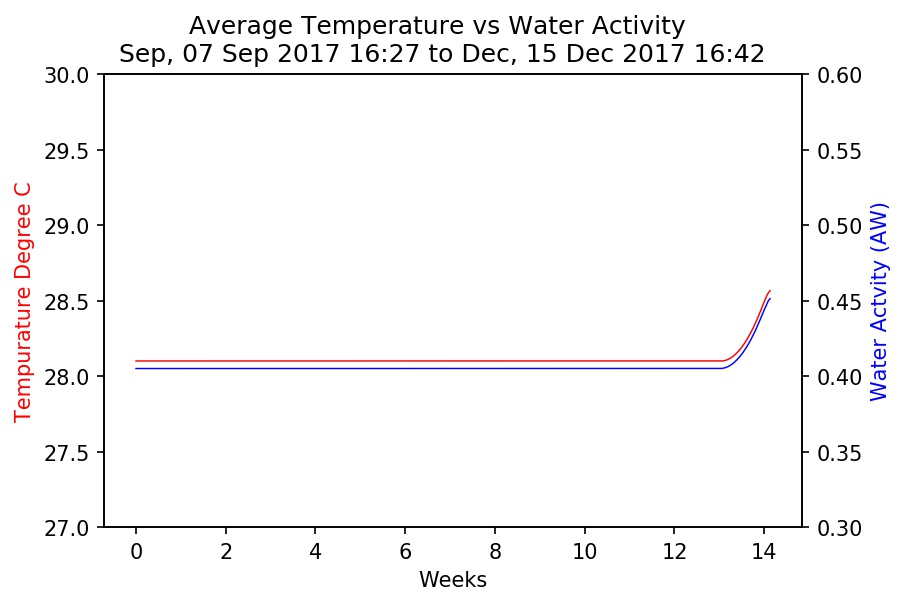 Average Temperature vs Water Activity
Sep, 07 Sep 2017 16:27 to Dec, 15 Dec 2017 16:42
30.0
29.5
29.0
28.5
28.0
27.5
27.0
Tempurature Degree C
0.60
0.55
0.50
0.45
0.40
0.35
0.30
Water Actvity (AW)
0 2 4 6 8 10 12 14
Weeks